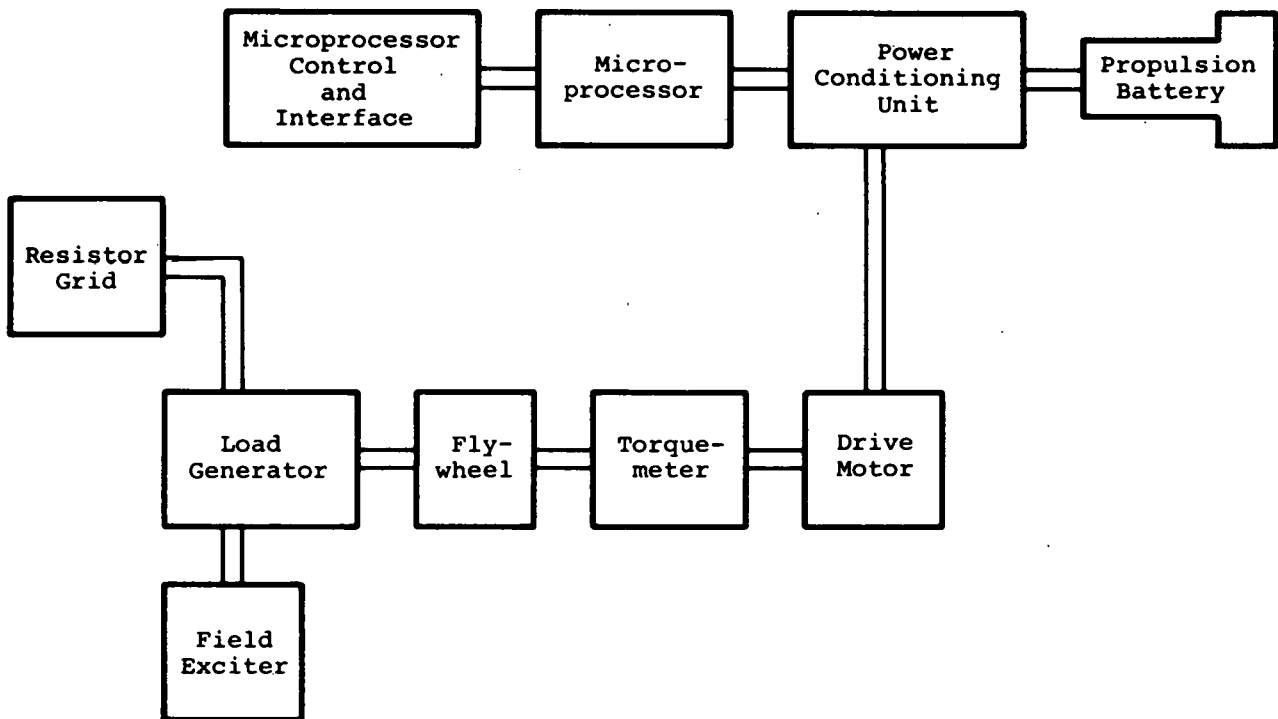 Microprocessor
Control
and
Interface
Micro-
processor
Power
Conditioning
Unit
Propulsion
Battery
Resistor
Grid
Load
Generator
Fly-
wheel
Torque-
meter
Drive
Motor
Field
Exciter